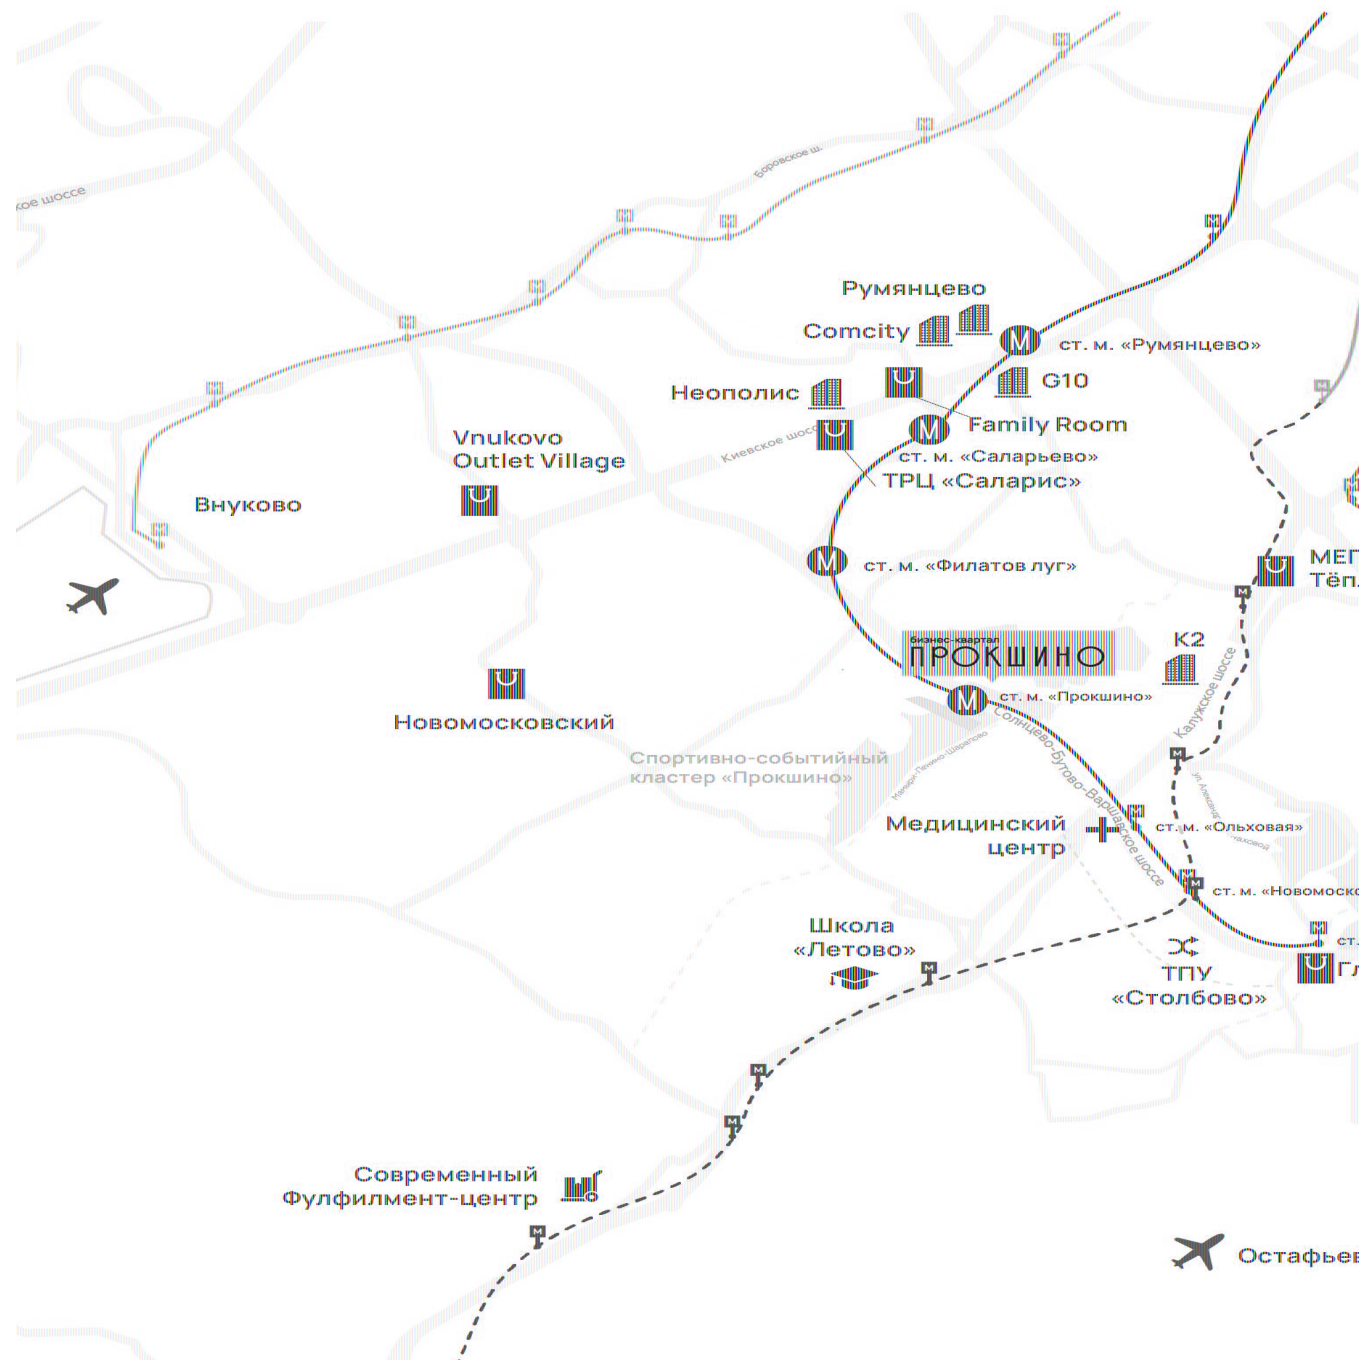 Боровское ш.
кое шоссе
Румянцево
Comcity
ст. м. «Румянцево»
Неополис
G10
Family Room
Киевское шосс
ст. м. «Саларьево»
ТРЦ «Саларис»
Vnukovo
Outlet Village
Внуково
ст. м. «Филатов луг»
МЕГ
Тёп
бизнес-квартал
ПРОКШИНО
К2
Калужское шоссе
ст. м. «Прокшино»
Новомосковский
Солнцево-Бутово-Варшавское шоссе
Спортивно-событийный
кластер «Прокшино»
Медицинский
центр
ст. м. «Ольховая»
ст. м. «Новомоско
Школа
«Летово»
ст.
Гл
ТПУ
«Столбово»
Современный
Фулфилмент-центр
Остафьев